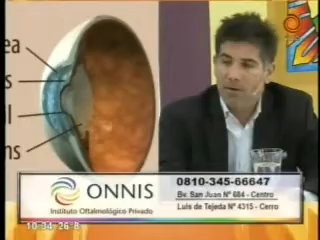 ea
s
l
ns
ONNIS
Instituto Oftalmológico Privado
0810-345-66647
Bv. San Juan Nº 684 - Centro
Luis de Tejeda Nº 4315 - Cerro
10:34 26.8